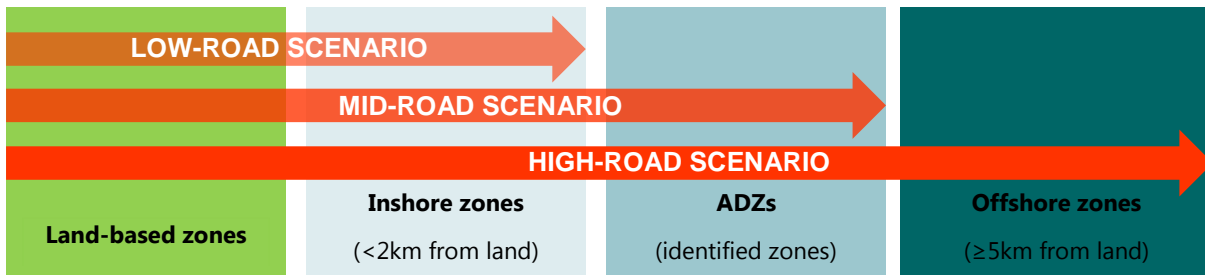 LOW-ROAD SCENARIO
MID-ROAD SCENARIO
HIGH-ROAD SCENARIO
Land-based zones
Inshore zones
(<2km from land)
ADZs
(identified zones)
Offshore zones
(≥5km from land)